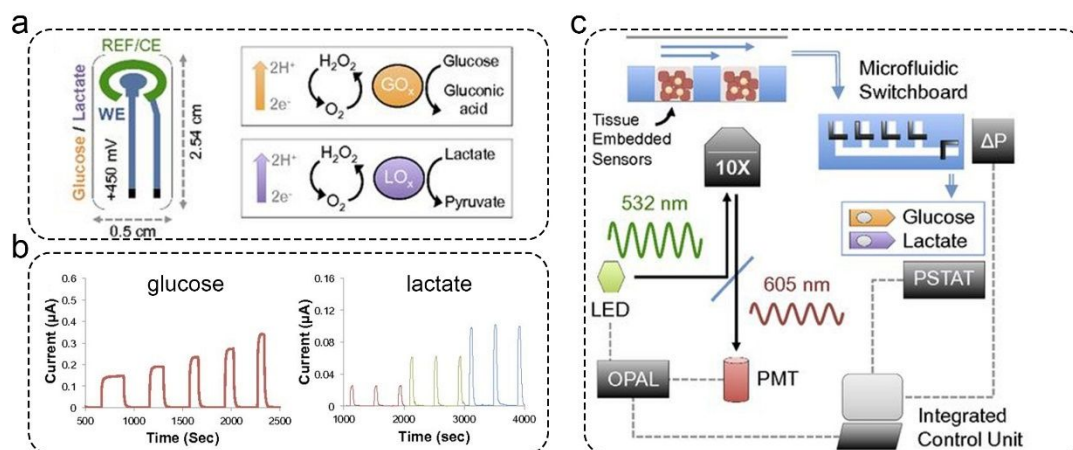 a
REF/CE
WE
Glucose / Lactate
+450 mV
2.54 cm
0.5 cm
2H⁺
2e⁻
H₂O₂
O₂
GOₓ
Glucose
Gluconic
acid
2H⁺
2e⁻
H₂O₂
O₂
LOₓ
Lactate
Pyruvate
b
glucose
Current (µA)
0.6
0.5
0.4
0.3
0.2
0.1
0
500 1000 1500 2000 2500
Time (Sec)
lactate
Current (µA)
0.16
0.12
0.08
0.04
0.00
1000 2000 3000 4000
Time (sec)
c
Tissue
Embedded
Sensors
Microfluidic
Switchboard
10X
ΔP
532 nm
Glucose
Lactate
LED
605 nm
PSTAT
OPAL
PMT
Integrated
Control Unit